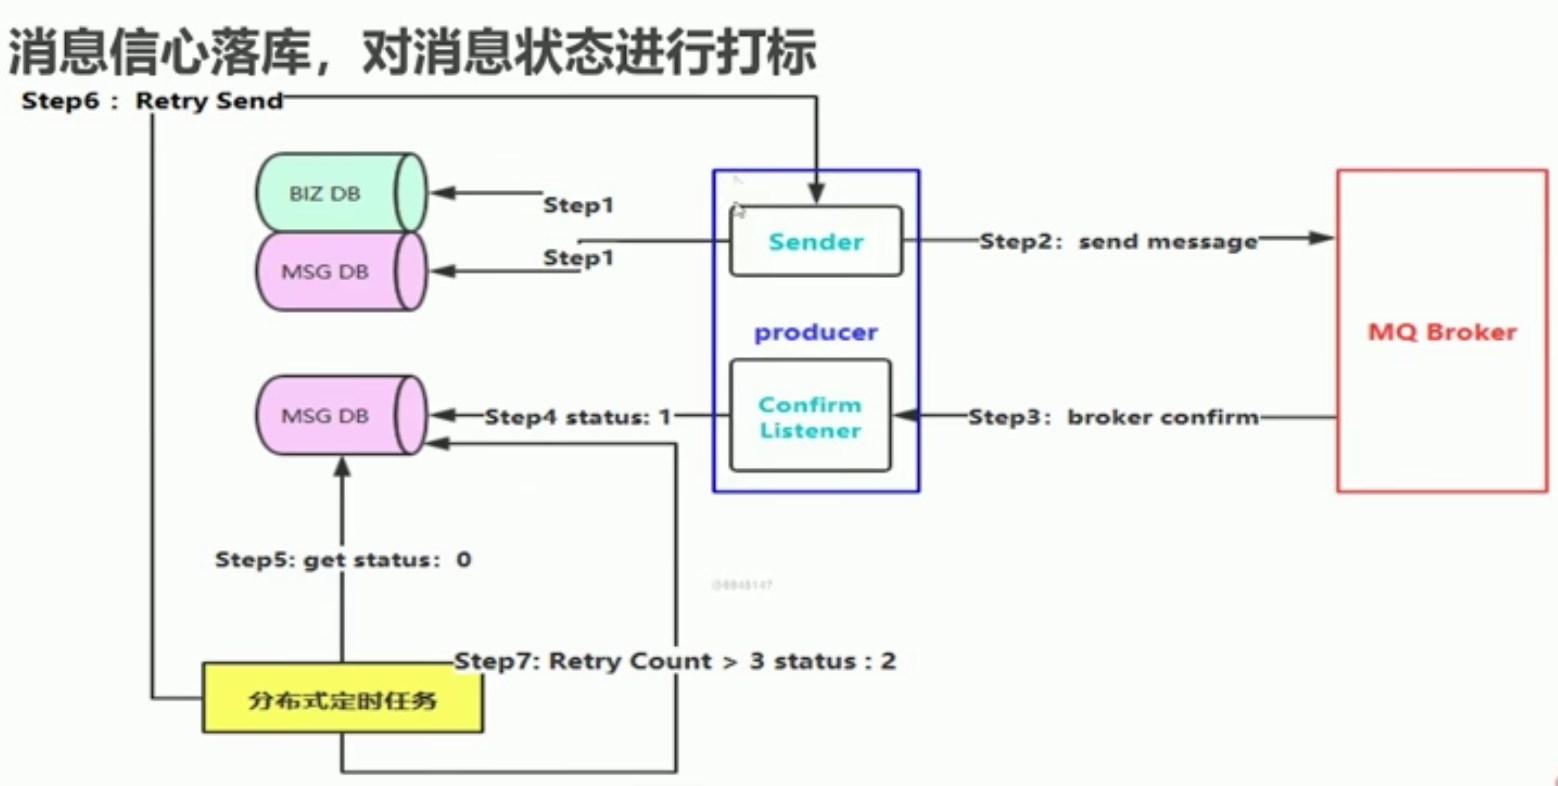 消息信心落库，对消息状态进行打标
Step6： Retry Send
BIZ DB
Step1
MSG DB
Step1
Sender
Step2：send message
producer
MQ Broker
MSG DB
Step4 status: 1
Confirm
Listener
Step3：broker confirm
Step5: get status：0
Step7: Retry Count > 3 status : 2
分布式定时任务